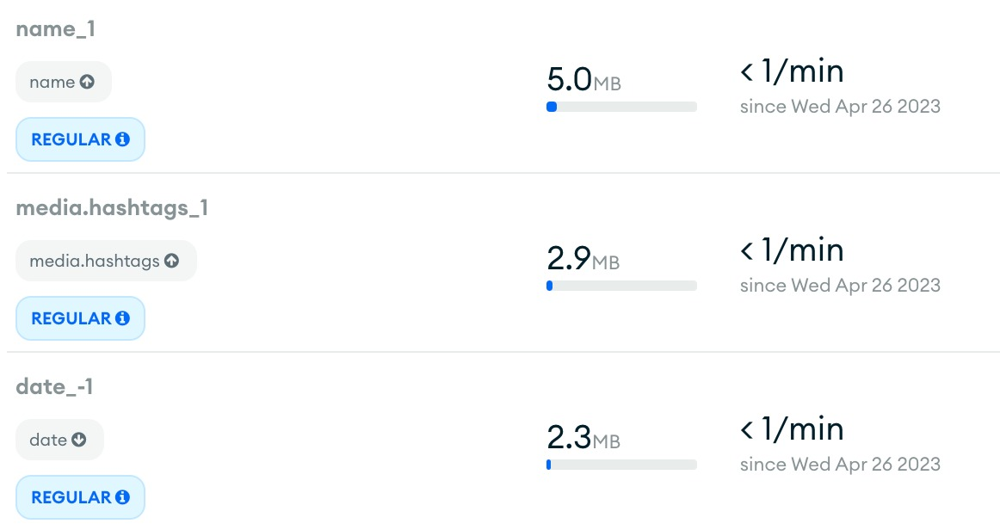 name_1
name
5.0MB
< 1/min
since Wed Apr 26 2023
REGULAR
media.hashtags_1
media.hashtags
2.9MB
< 1/min
since Wed Apr 26 2023
REGULAR
date_-1
date
2.3MB
< 1/min
since Wed Apr 26 2023
REGULAR